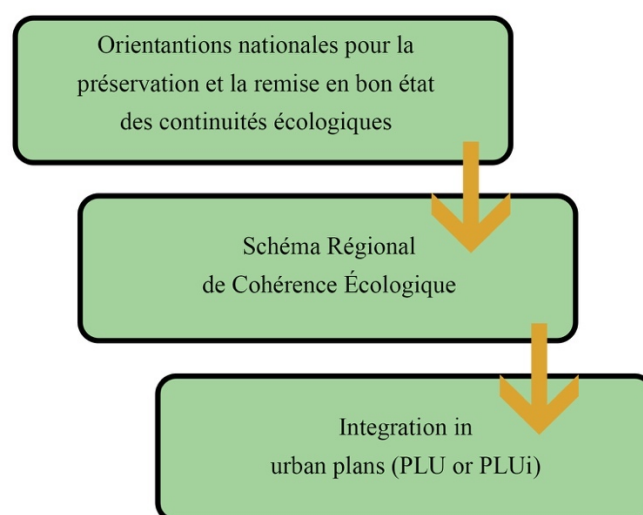 Orientantions nationales pour la
préservation et la remise en bon état
des continuités écologiques
Schéma Régional
de Cohérence Écologique
Integration in
urban plans (PLU or PLUi)